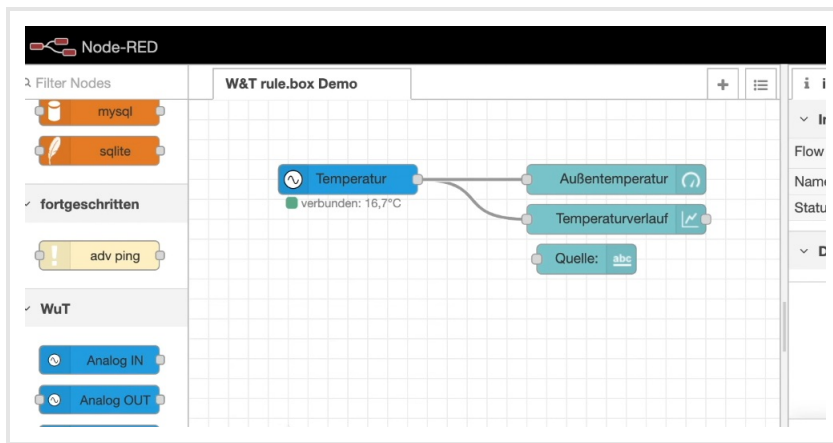 Node-RED
Filter Nodes
W&T rule.box Demo
mysql
sqlite
fortgeschritten
adv ping
WuT
Analog IN
Analog OUT
Temperatur
verbunden: 16,7°C
Außentemperatur
Temperaturverlauf
Quelle:
abc
i
Flow
Name
D